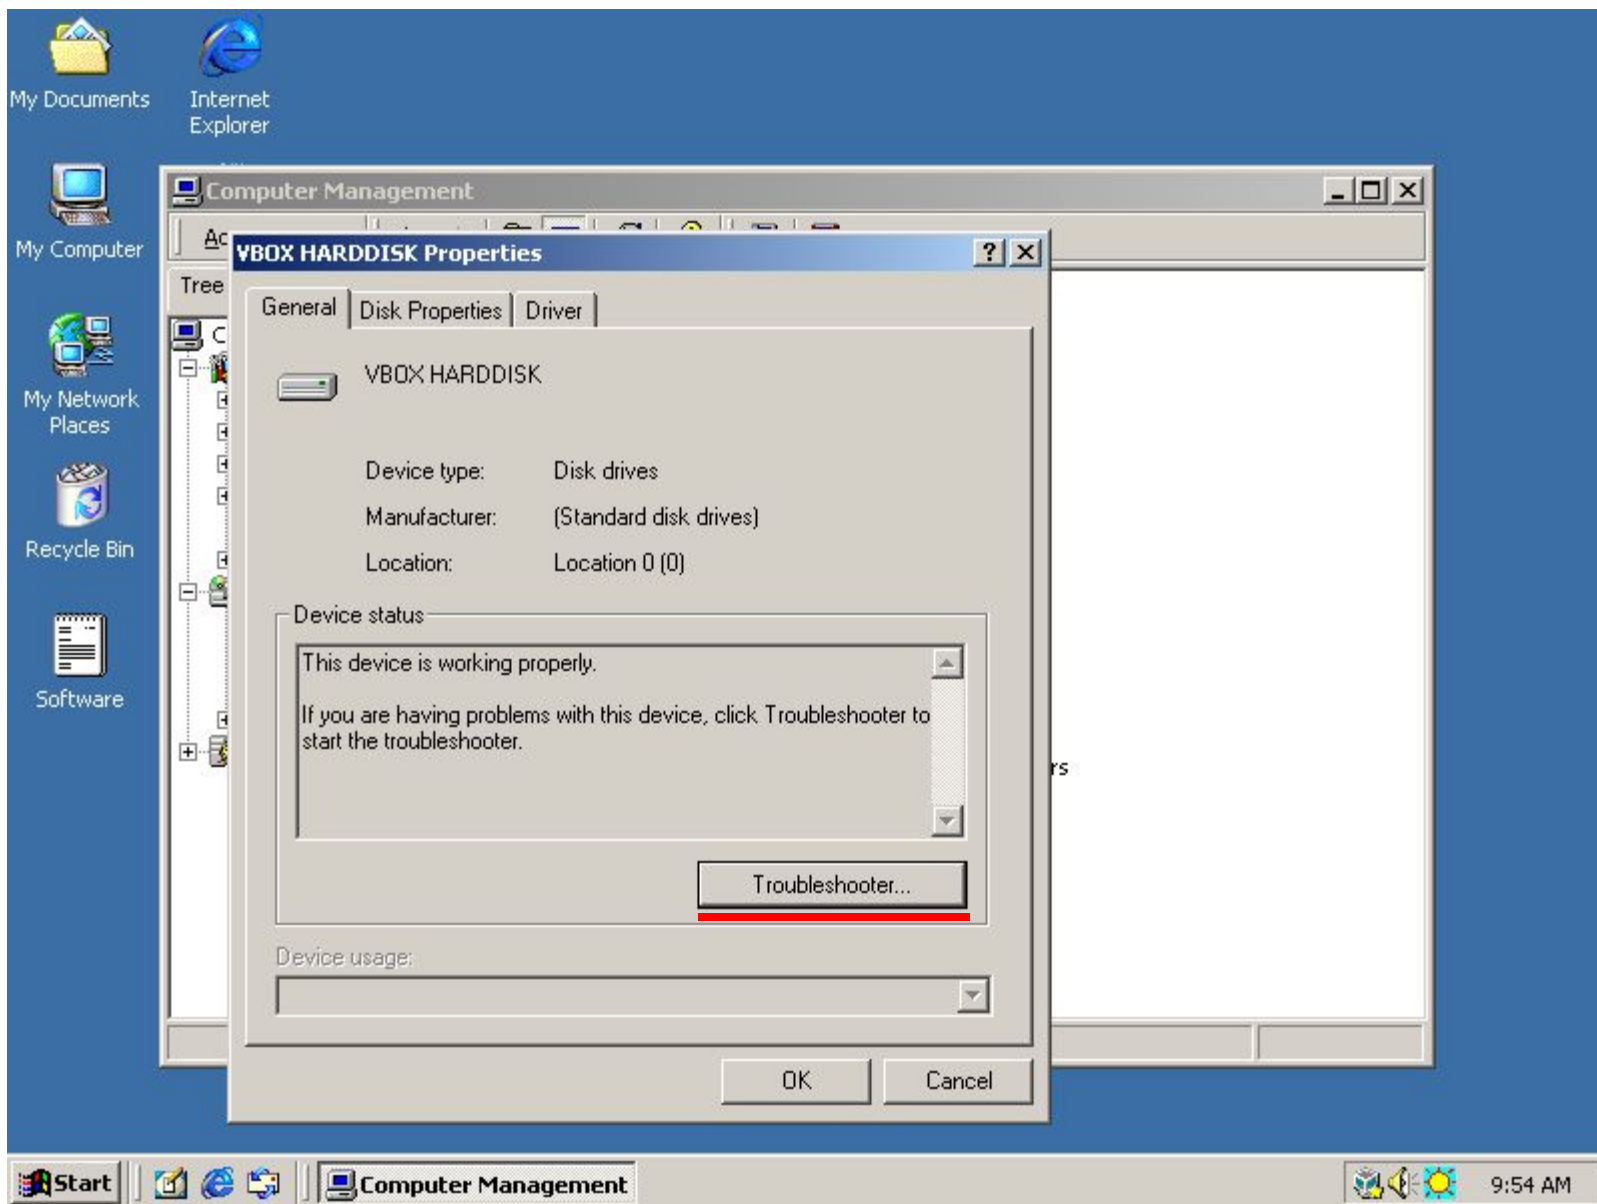 My Documents
Internet
Explorer
My Computer
My Network
Places
Recycle Bin
Software
Computer Management
Tree
VBOX HARDDISK Properties
General
Disk Properties
Driver
VBOX HARDDISK
Device type:
Disk drives
Manufacturer:
(Standard disk drives)
Location:
Location 0 (0)
Device status
This device is working properly.
If you are having problems with this device, click Troubleshooter to
start the troubleshooter.
Troubleshooter...
Device usage:
OK
Cancel
Start
Computer Management
9:54 AM